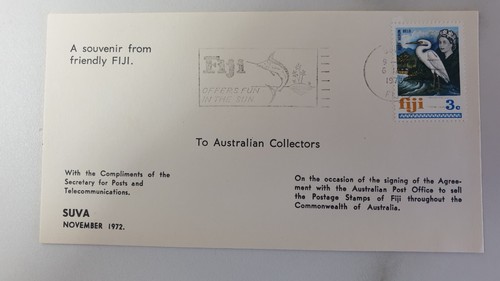 A souvenir from
friendly FIJI.
Fiji
OFFERS FUN
IN THE SUN
fiji 3c
To Australian Collectors
With the Compliments of the
Secretary for Posts and
Telecommunications.
SUVA
NOVEMBER 1972.
On the occasion of the signing of the Agree-
ment with the Australian Post Office to sell
the Postage Stamps of Fiji throughout the
Commonwealth of Australia.